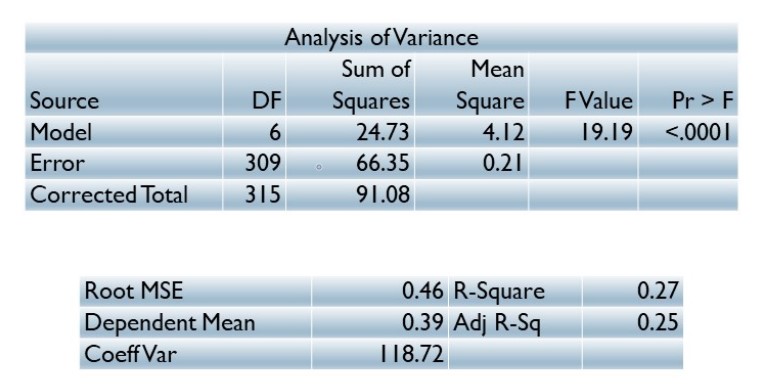 Analysis of Variance
Sum of Mean
Source DF Squares Square F Value Pr > F
Model 6 24.73 4.12 19.19 <.0001
Error 309 66.35 0.21
Corrected Total 315 91.08
Root MSE 0.46 R-Square 0.27
Dependent Mean 0.39 Adj R-Sq 0.25
Coeff Var 118.72